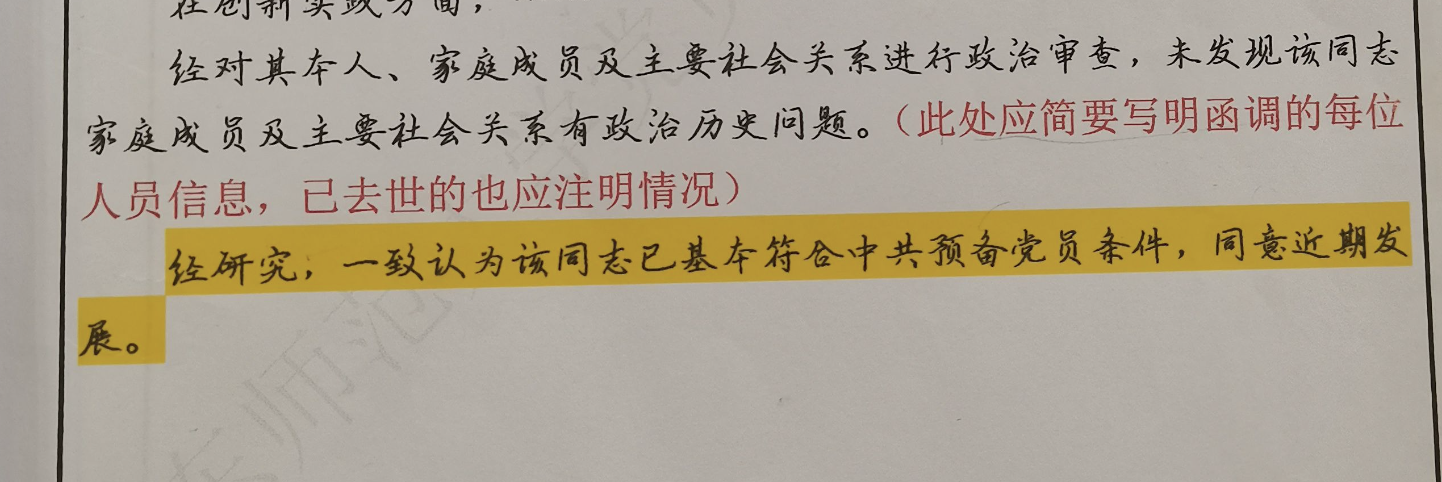 在创新实践方面，
经对其本人、家庭成员及主要社会关系进行政治审查，未发现该同志
家庭成员及主要社会关系有政治历史问题。（此处应简要写明函调的每位
人员信息，已去世的也应注明情况）
经研究，一致认为该同志已基本符合中共预备党员条件，同意近期发
展。